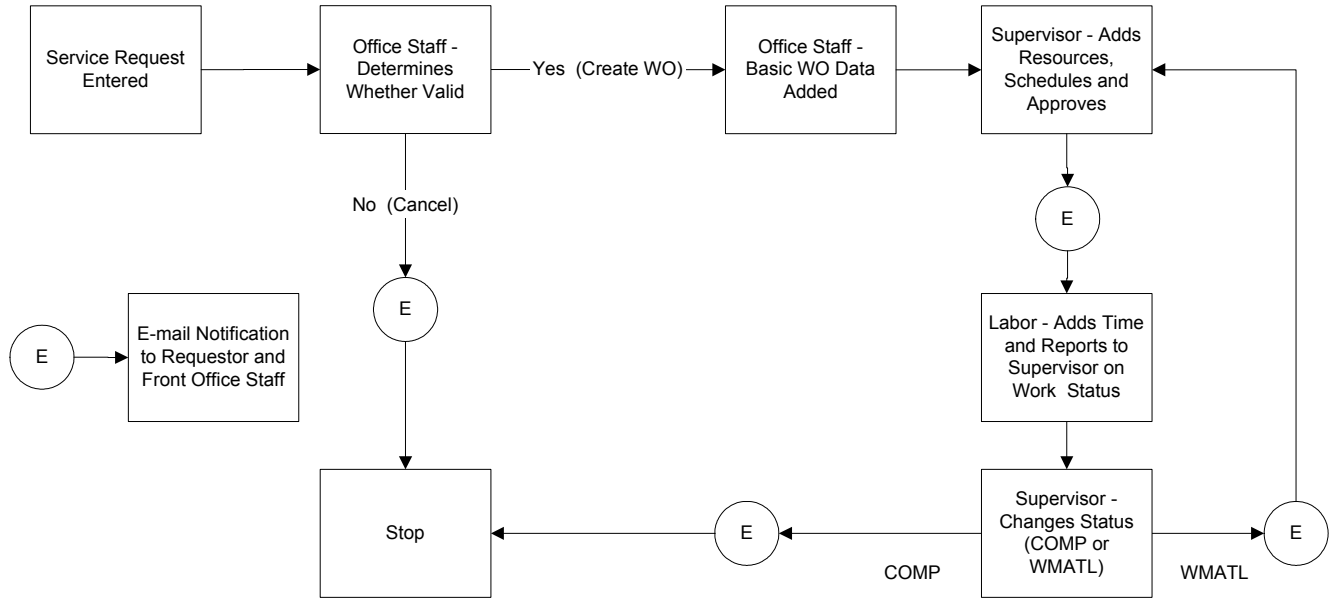 Service Request
Entered
Office Staff -
Determines
Whether Valid
Yes (Create WO)
Office Staff -
Basic WO Data
Added
Supervisor - Adds
Resources,
Schedules and
Approves
No (Cancel)
E
E
E
E-mail Notification
to Requestor and
Front Office Staff
Labor - Adds Time
and Reports to
Supervisor on
Work Status
Stop
E
COMP
Supervisor -
Changes Status
(COMP or
WMATL)
WMATL
E